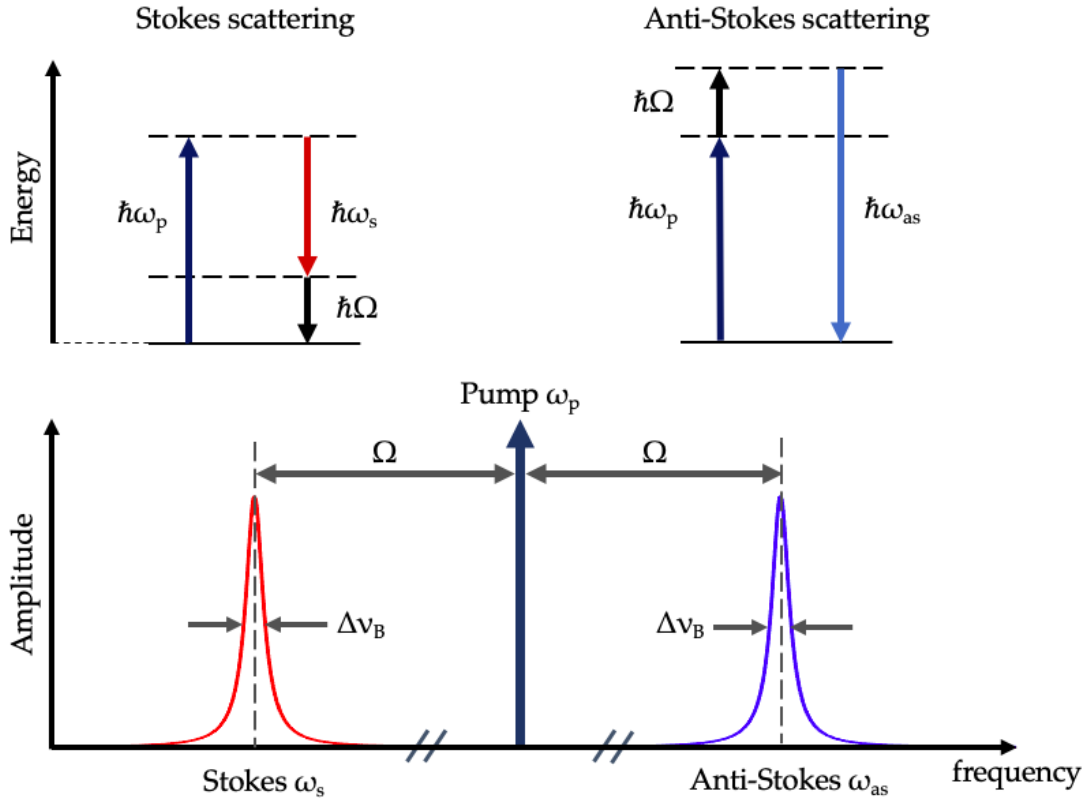 Stokes scattering
Anti-Stokes scattering
Energy
ℏω_p
ℏω_s
ℏΩ
ℏΩ
ℏω_p
ℏω_as
Pump ω_p
Ω
Ω
Amplitude
Δν_B
Δν_B
Stokes ω_s
Anti-Stokes ω_as
frequency